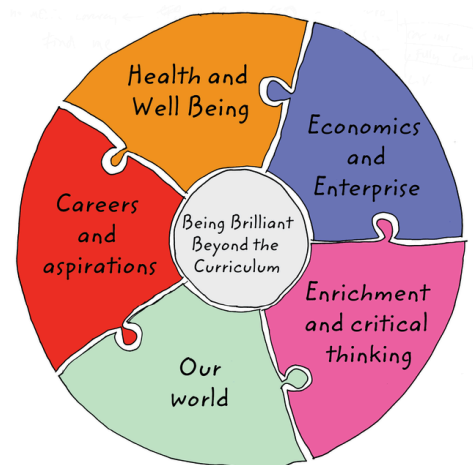 Health and
Well Being
Economics
and
Enterprise
Careers
and
aspirations
Being Brilliant
Beyond the
Curriculum
Enrichment
and critical
thinking
Our
world